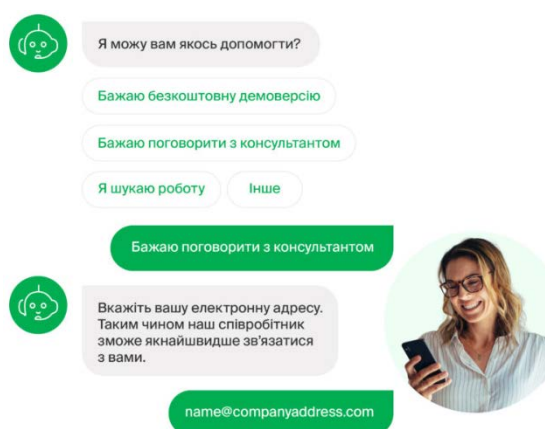 Я можу вам якось допомогти?
Бажаю безкоштовну демоверсію
Бажаю поговорити з консультантом
Я шукаю роботу
Інше
Бажаю поговорити з консультантом
Вкажіть вашу електронну адресу.
Таким чином наш співробітник
зможе якнайшвидше зв'язатися
з вами.
name@companyaddress.com